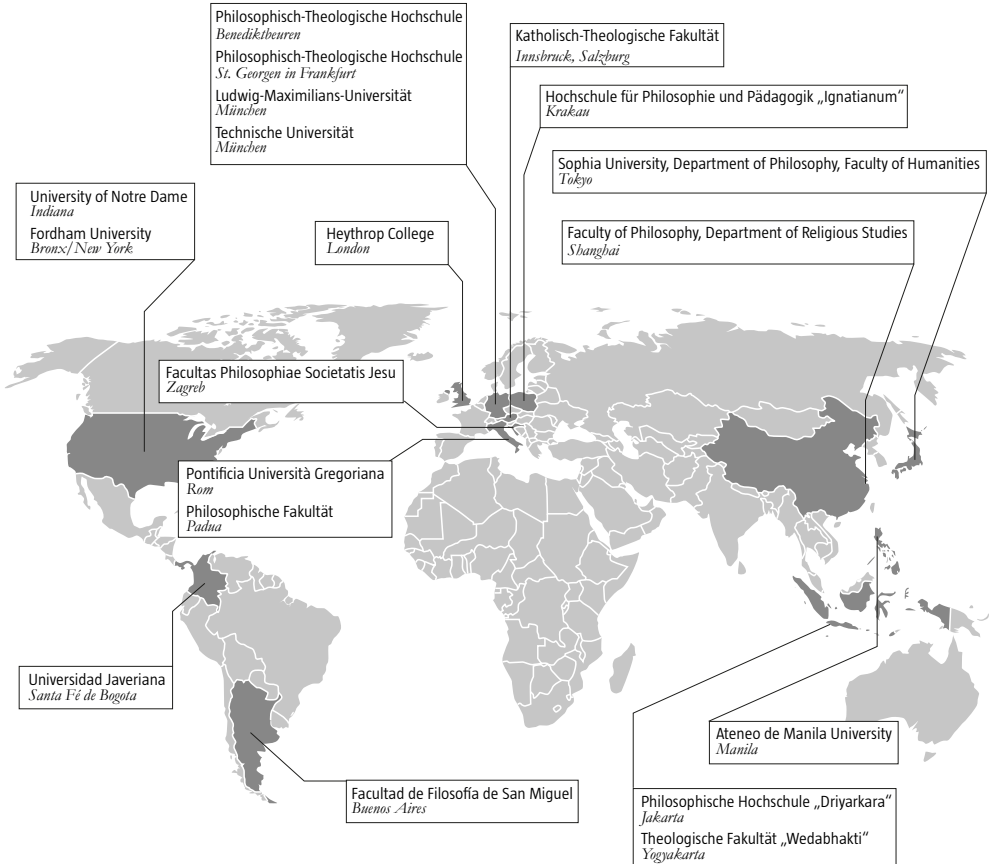 Philosophisch-Theologische Hochschule
Benediktbeuren
Philosophisch-Theologische Hochschule
St. Georgen in Frankfurt
Ludwig-Maximilians-Universität
München
Technische Universität
München
Katholisch-Theologische Fakultät
Innsbruck, Salzburg
Hochschule für Philosophie und Pädagogik „Ignatianum“
Krakau
Sophia University, Department of Philosophy, Faculty of Humanities
Tokyo
University of Notre Dame
Indiana
Fordham University
Bronx/New York
Heythrop College
London
Faculty of Philosophy, Department of Religious Studies
Shanghai
Facultas Philosophiae Societatis Jesu
Zagreb
Pontificia Università Gregoriana
Rom
Philosophische Fakultät
Padua
Universidad Javeriana
Santa Fé de Bogota
Ateneo de Manila University
Manila
Facultad de Filosofía de San Miguel
Buenos Aires
Philosophische Hochschule „Driyarkara“
Jakarta
Theologische Fakultät „Wedabhakti“
Yogyakarta